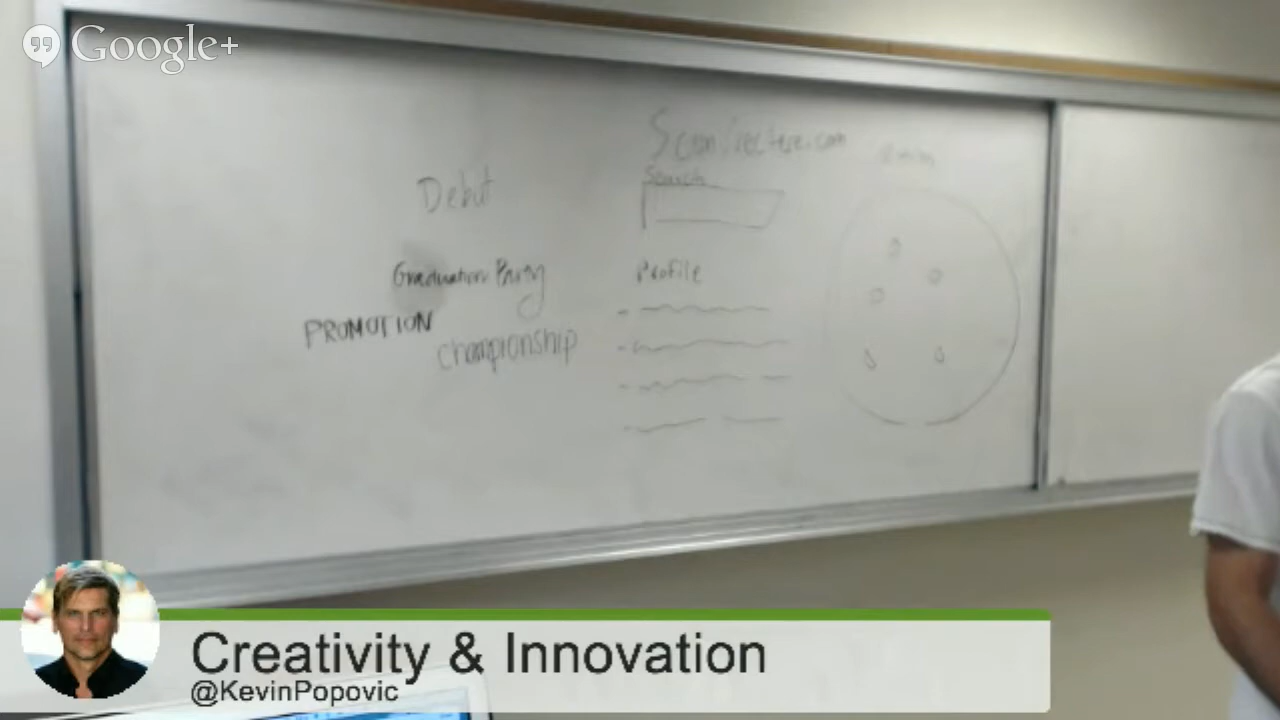 Google+
Debut
Search
Graduation Party
Profile
PROMOTION
championship
Creativity & Innovation
@KevinPopovic